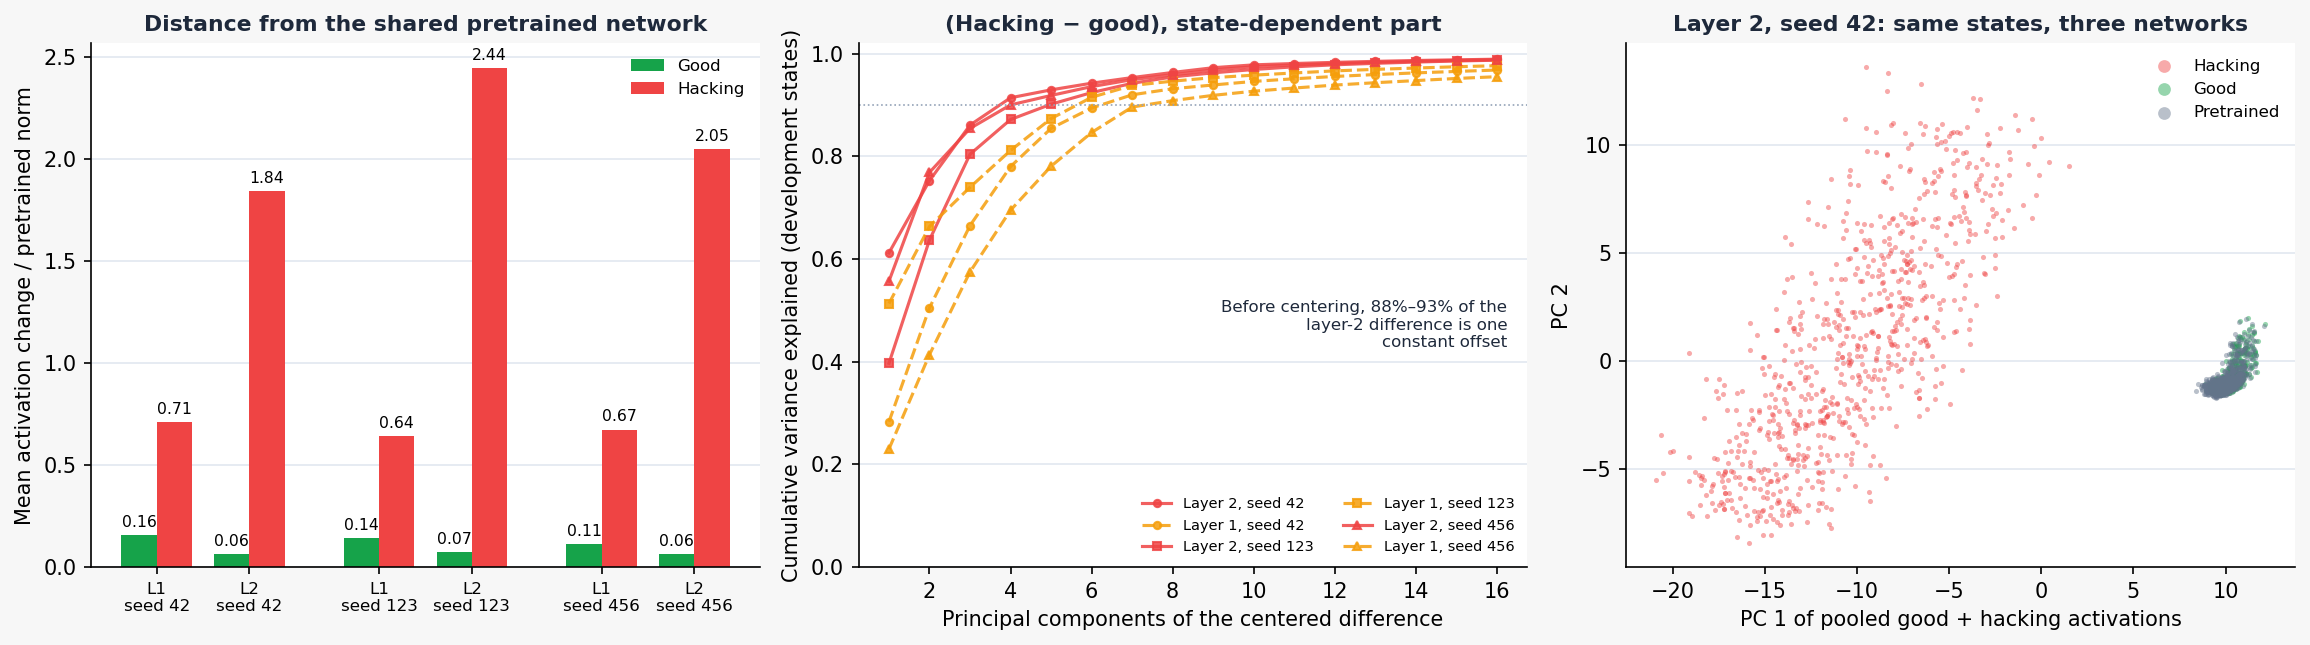 Distance from the shared pretrained network
Mean activation change / pretrained norm
2.5
2.0
1.5
1.0
0.5
0.0
Good
Hacking
0.16
0.71
0.06
1.84
0.14
0.64
0.07
2.44
0.11
0.67
0.06
2.05
L1
seed 42
L2
seed 42
L1
seed 123
L2
seed 123
L1
seed 456
L2
seed 456
(Hacking − good), state-dependent part
Cumulative variance explained (development states)
1.0
0.8
0.6
0.4
0.2
0.0
Before centering, 88%–93% of the
layer-2 difference is one
constant offset
Layer 2, seed 42
Layer 1, seed 42
Layer 2, seed 123
Layer 1, seed 123
Layer 2, seed 456
Layer 1, seed 456
2 4 6 8 10 12 14 16
Principal components of the centered difference
Layer 2, seed 42: same states, three networks
PC 2
10
5
0
−5
Hacking
Good
Pretrained
−20 −15 −10 −5 0 5 10
PC 1 of pooled good + hacking activations